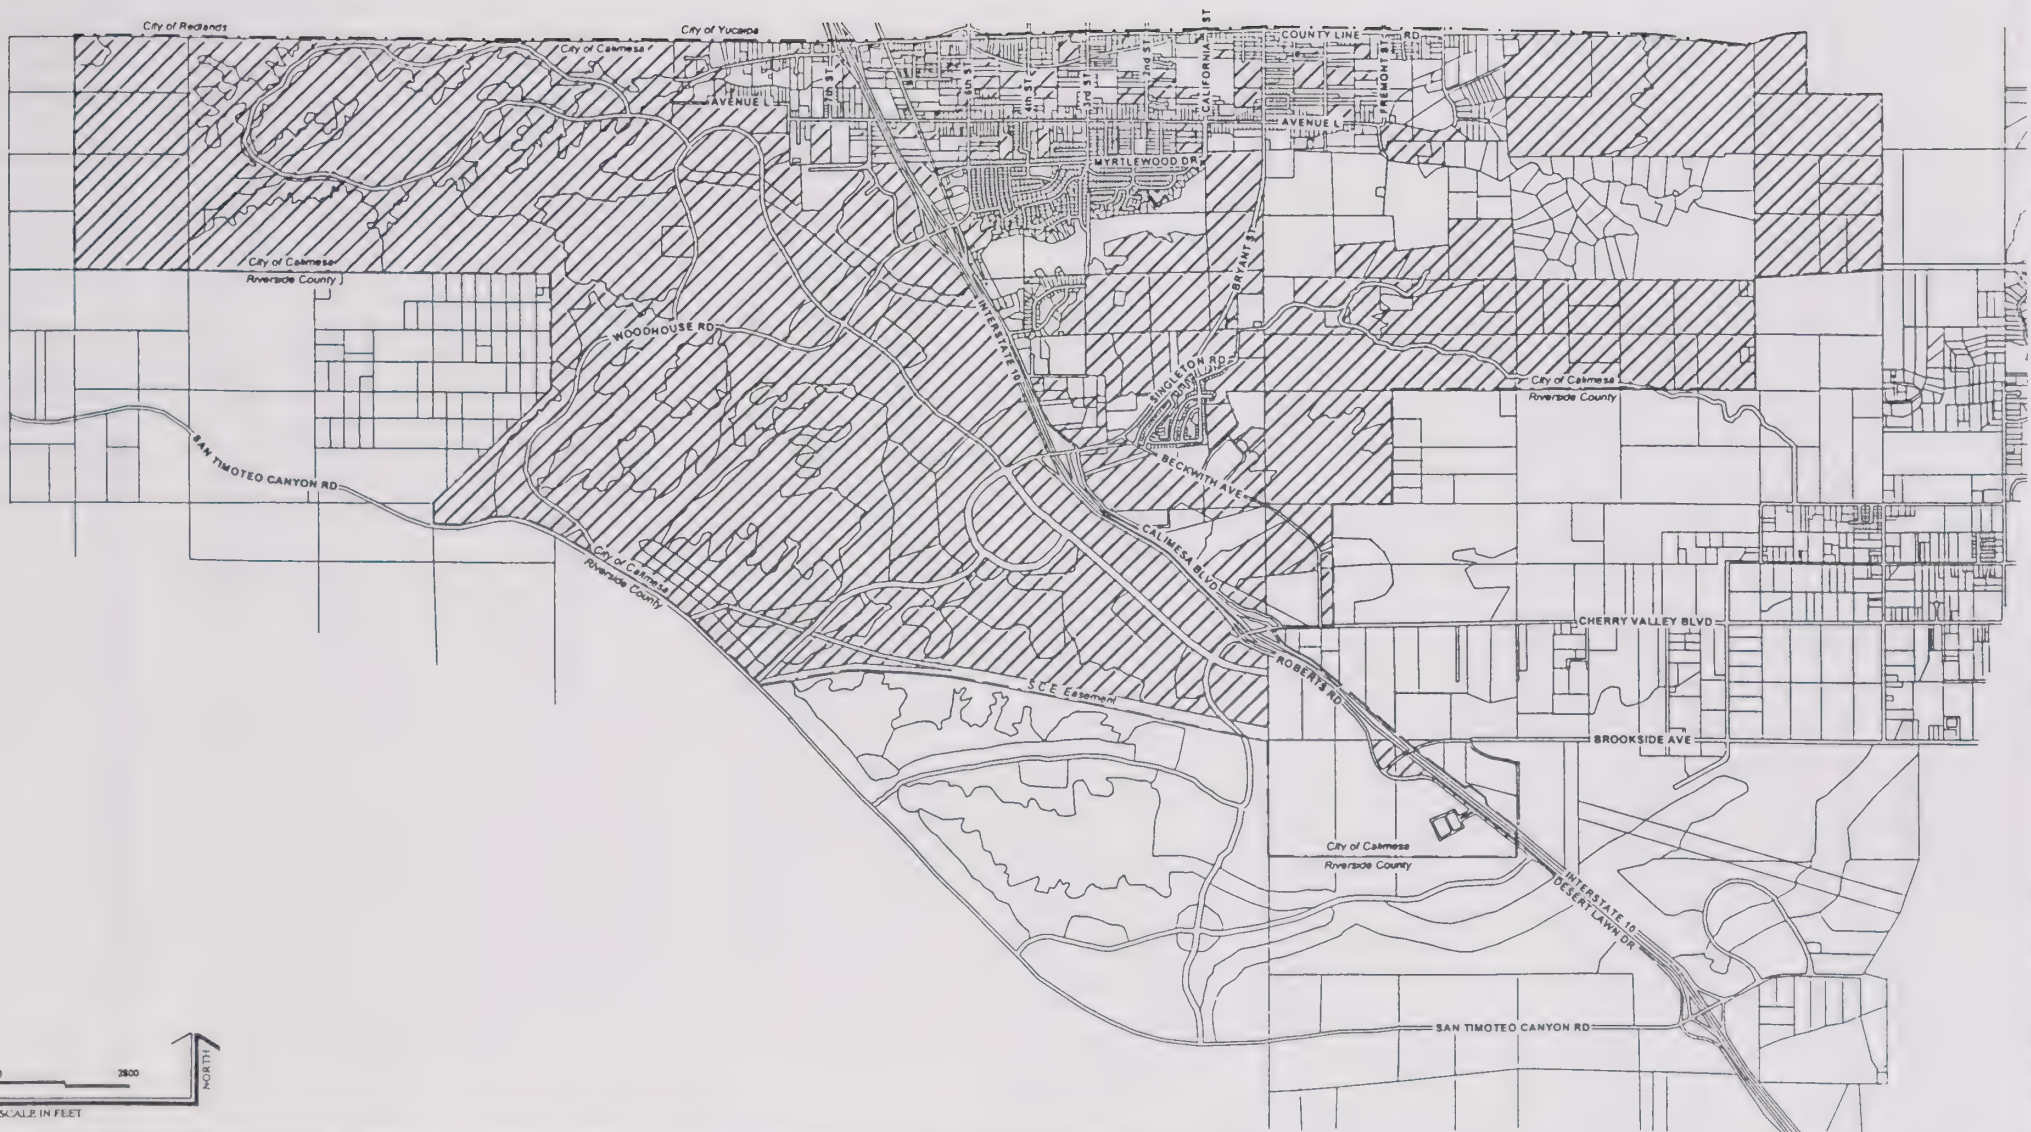 City of Redlands
City of Yucaipa
City of Calimesa
COUNTY LINE RD
CALIFORNIA ST
FREMONT ST
2nd ST
3rd ST
4th ST
6th ST
7th ST
AVENUE L
AVENUE L
MYRTLEWOOD DR
BRYANT ST
City of Calimesa
Riverside County
WOODHOUSE RD
INTERSTATE 10
SINGLETON RD
City of Calimesa
Riverside County
SAN TIMOTEO CANYON RD
BECKWITH AVE
CALIMESA BLVD
City of Calimesa
Riverside County
CHERRY VALLEY BLVD
ROBERTS RD
S.C.E. Easement
BROOKSIDE AVE
City of Calimesa
Riverside County
INTERSTATE 10
DESERT LAWN DR
SAN TIMOTEO CANYON RD
2800
NORTH
SCALE IN FEET